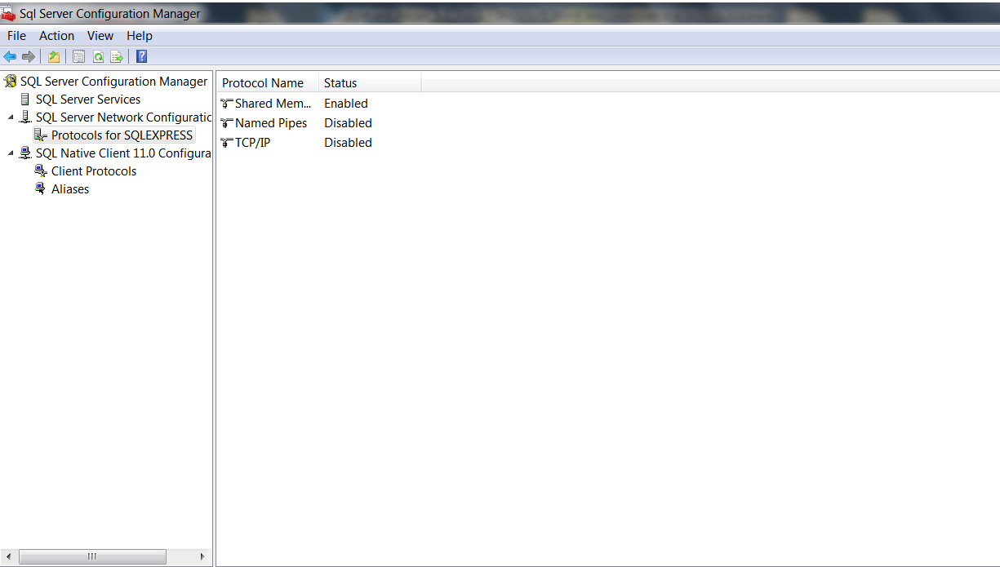 Sql Server Configuration Manager
File Action View Help
SQL Server Configuration Manager
SQL Server Services
SQL Server Network Configuratic
Protocols for SQLEXPRESS
SQL Native Client 11.0 Configura
Client Protocols
Aliases
Protocol Name Status
Shared Mem... Enabled
Named Pipes Disabled
TCP/IP Disabled